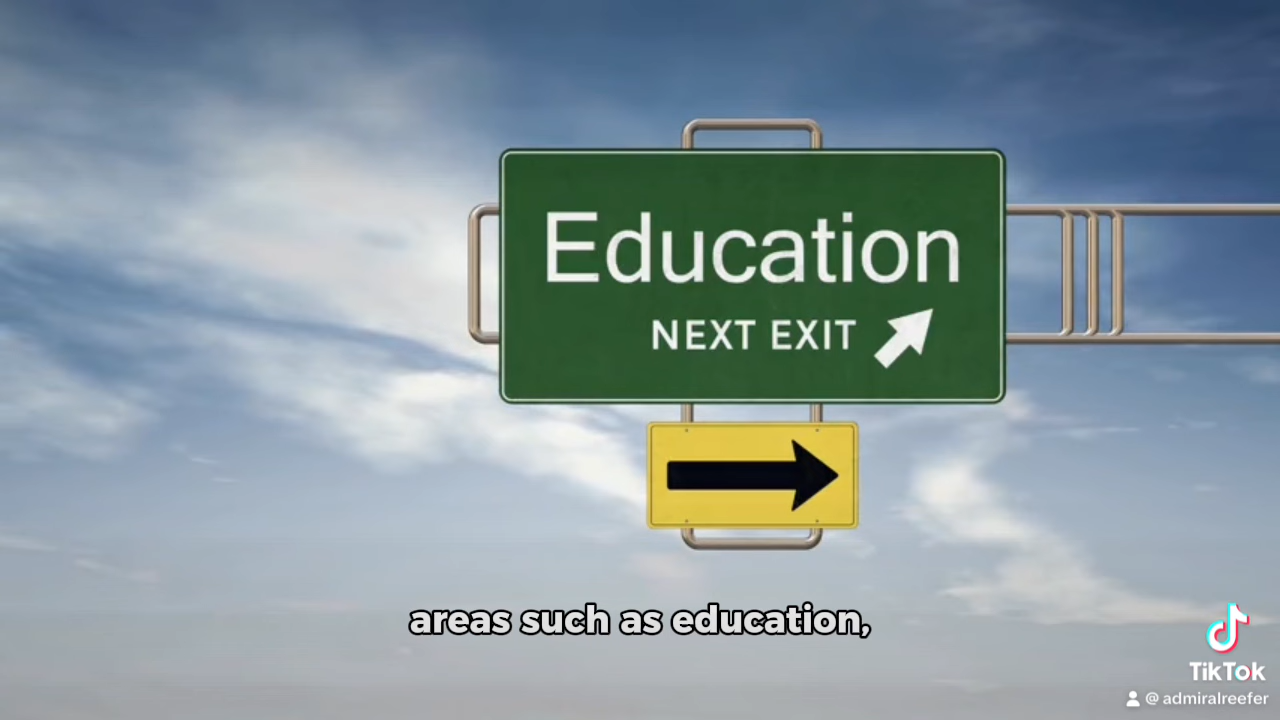 Education
NEXT EXIT
areas such as education,
TikTok
@ admiralreefer